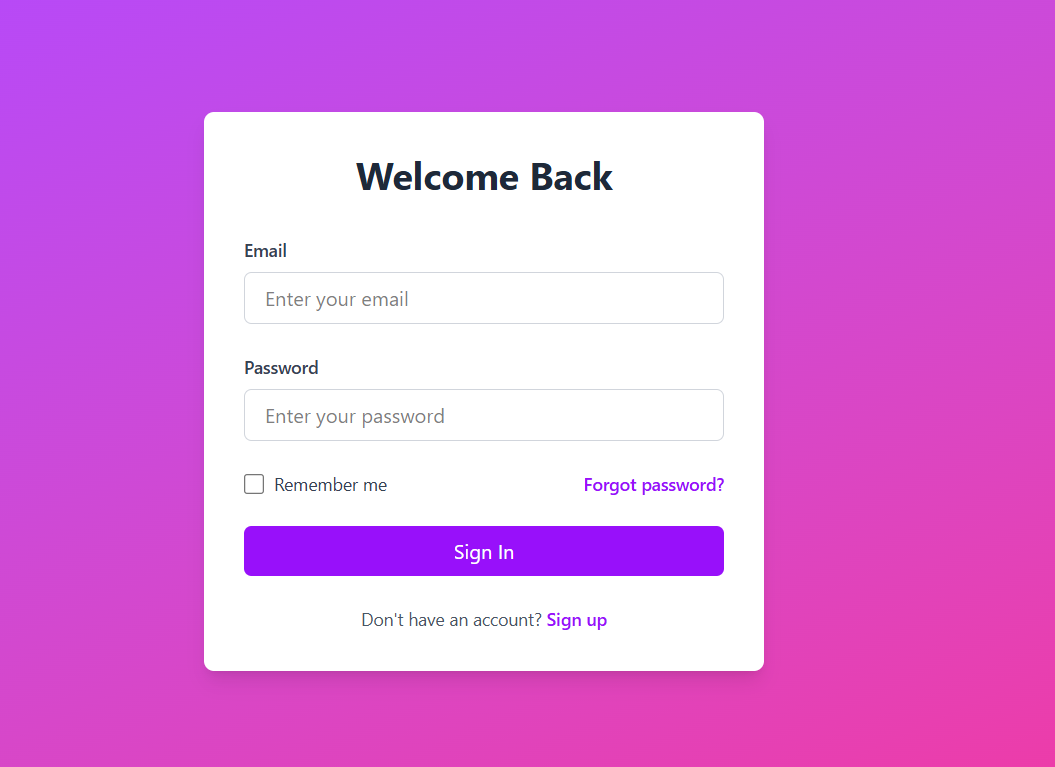 Welcome Back
Email
Enter your email
Password
Enter your password
Remember me
Forgot password?
Sign In
Don't have an account? Sign up